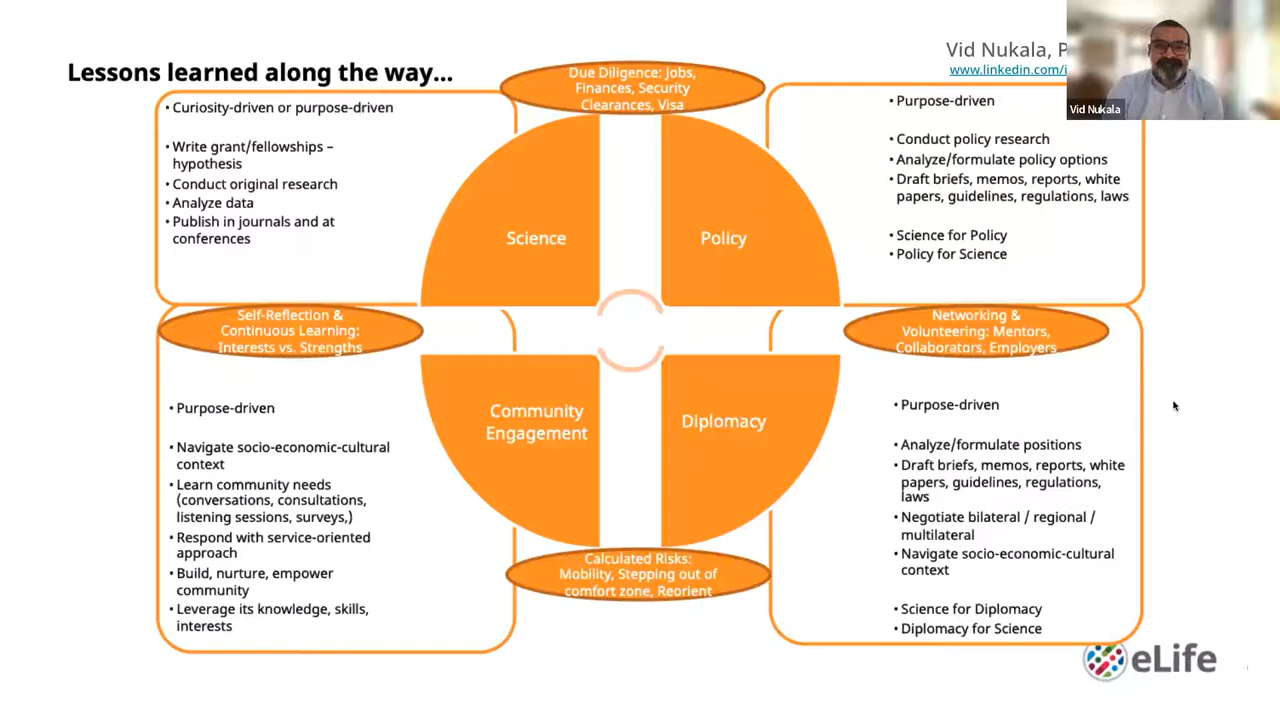 Lessons learned along the way...
Vid Nukala, P
www.linkedin.com/i
Vid Nukala
Due Diligence: Jobs,
Finances, Security
Clearances, Visa
• Curiosity-driven or purpose-driven
• Write grant/fellowships –
hypothesis
• Conduct original research
• Analyze data
• Publish in journals and at
conferences
Science
Policy
• Purpose-driven
• Conduct policy research
• Analyze/formulate policy options
• Draft briefs, memos, reports, white
papers, guidelines, regulations, laws
• Science for Policy
• Policy for Science
Self-Reflection &
Continuous Learning:
Interests vs. Strengths
Networking &
Volunteering: Mentors,
Collaborators, Employers
• Purpose-driven
• Navigate socio-economic-cultural
context
• Learn community needs
(conversations, consultations,
listening sessions, surveys,)
• Respond with service-oriented
approach
• Build, nurture, empower
community
• Leverage its knowledge, skills,
interests
Community
Engagement
Diplomacy
• Purpose-driven
• Analyze/formulate positions
• Draft briefs, memos, reports, white
papers, guidelines, regulations,
laws
• Negotiate bilateral / regional /
multilateral
• Navigate socio-economic-cultural
context
• Science for Diplomacy
• Diplomacy for Science
Calculated Risks:
Mobility, Stepping out of
comfort zone, Reorient
eLife